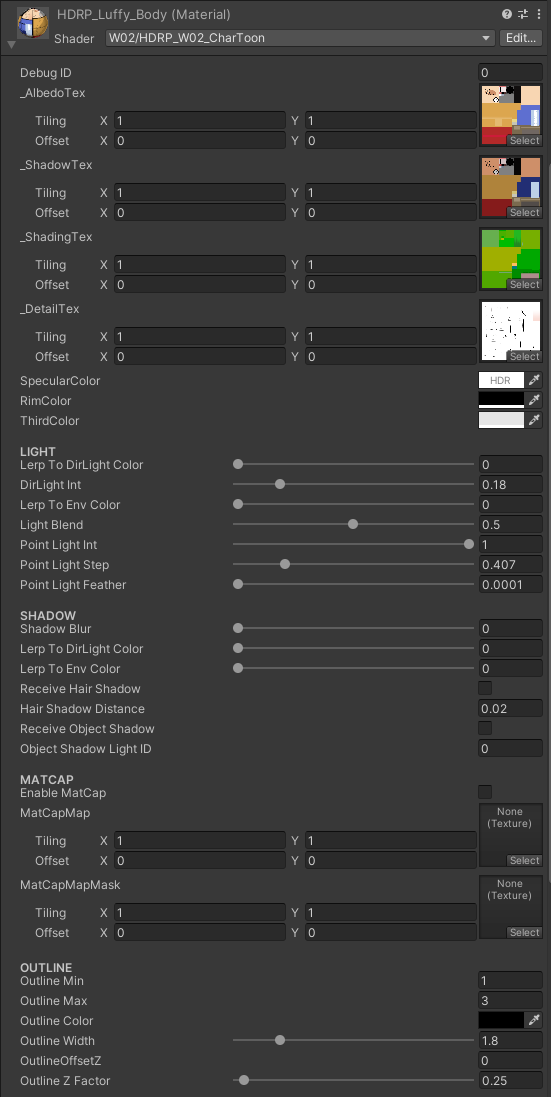 HDRP_Luffy_Body (Material)
Shader W02/HDRP_W02_CharToon Edit...
Debug ID 0
_AlbedoTex
Tiling X 1 Y 1
Offset X 0 Y 0 Select
_ShadowTex
Tiling X 1 Y 1
Offset X 0 Y 0 Select
_ShadingTex
Tiling X 1 Y 1
Offset X 0 Y 0 Select
_DetailTex
Tiling X 1 Y 1
Offset X 0 Y 0 Select
SpecularColor HDR
RimColor
ThirdColor
LIGHT
Lerp To DirLight Color 0
DirLight Int 0.18
Lerp To Env Color 0
Light Blend 0.5
Point Light Int 1
Point Light Step 0.407
Point Light Feather 0.0001
SHADOW
Shadow Blur 0
Lerp To DirLight Color 0
Lerp To Env Color 0
Receive Hair Shadow
Hair Shadow Distance 0.02
Receive Object Shadow
Object Shadow Light ID 0
MATCAP
Enable MatCap
MatCapMap None
(Texture)
Tiling X 1 Y 1
Offset X 0 Y 0 Select
MatCapMapMask None
(Texture)
Tiling X 1 Y 1
Offset X 0 Y 0 Select
OUTLINE
Outline Min 1
Outline Max 3
Outline Color
Outline Width 1.8
OutlineOffsetZ 0
Outline Z Factor 0.25